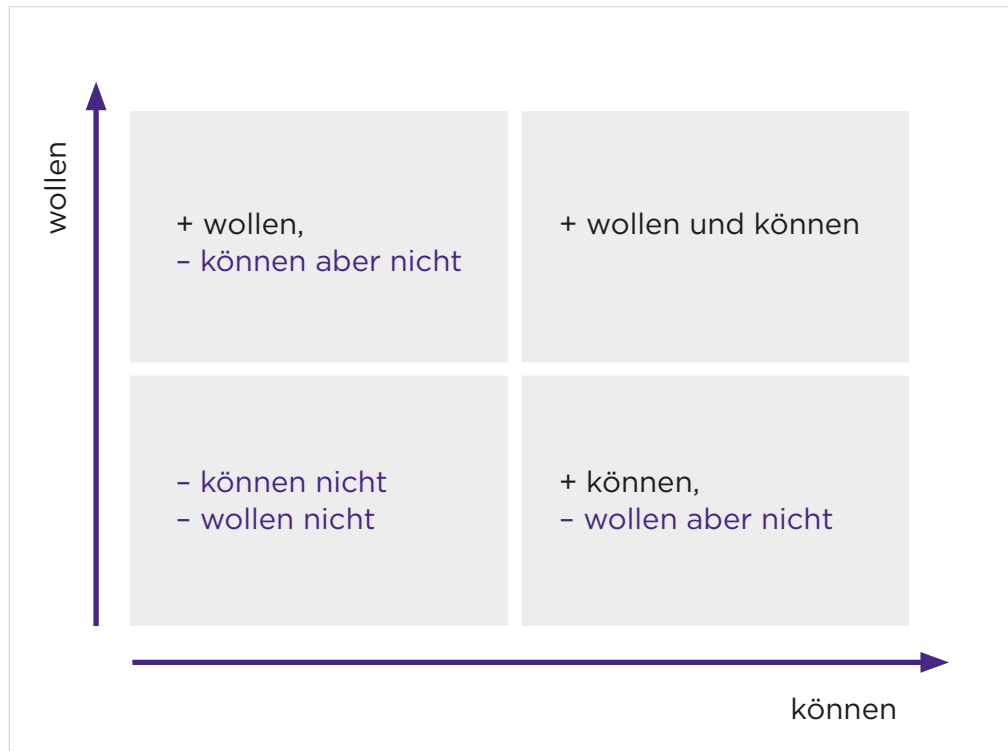 wollen
+ wollen,
– können aber nicht
+ wollen und können
– können nicht
– wollen nicht
+ können,
– wollen aber nicht
können